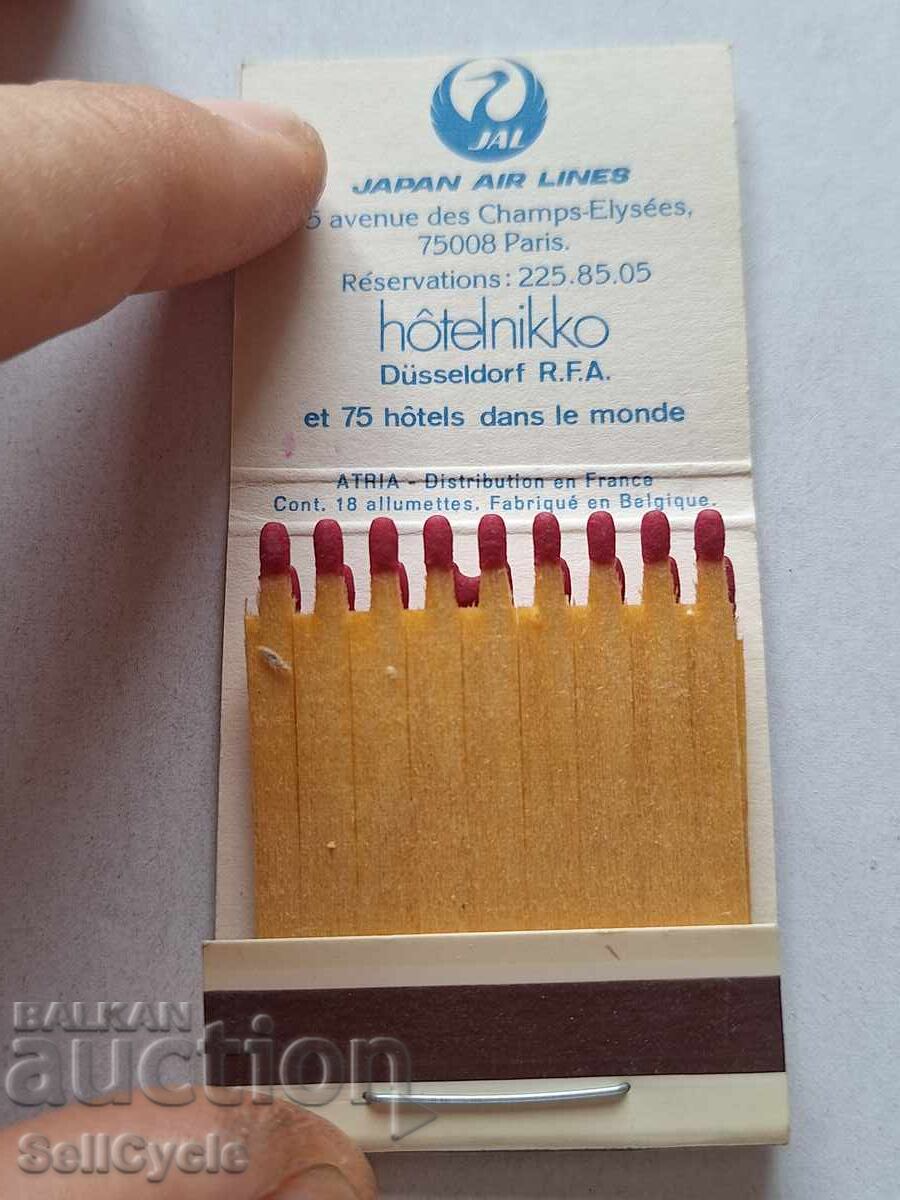 JAL
JAPAN AIR LINES
5 avenue des Champs-Elysées,
75008 Paris.
Réservations: 225.85.05
hôtelnikko
Düsseldorf R.F.A.
et 75 hôtels dans le monde
ATRIA - Distribution en France
Cont. 18 allumettes. Fabriqué en Belgique.
BALKAN
auction
SellCycle